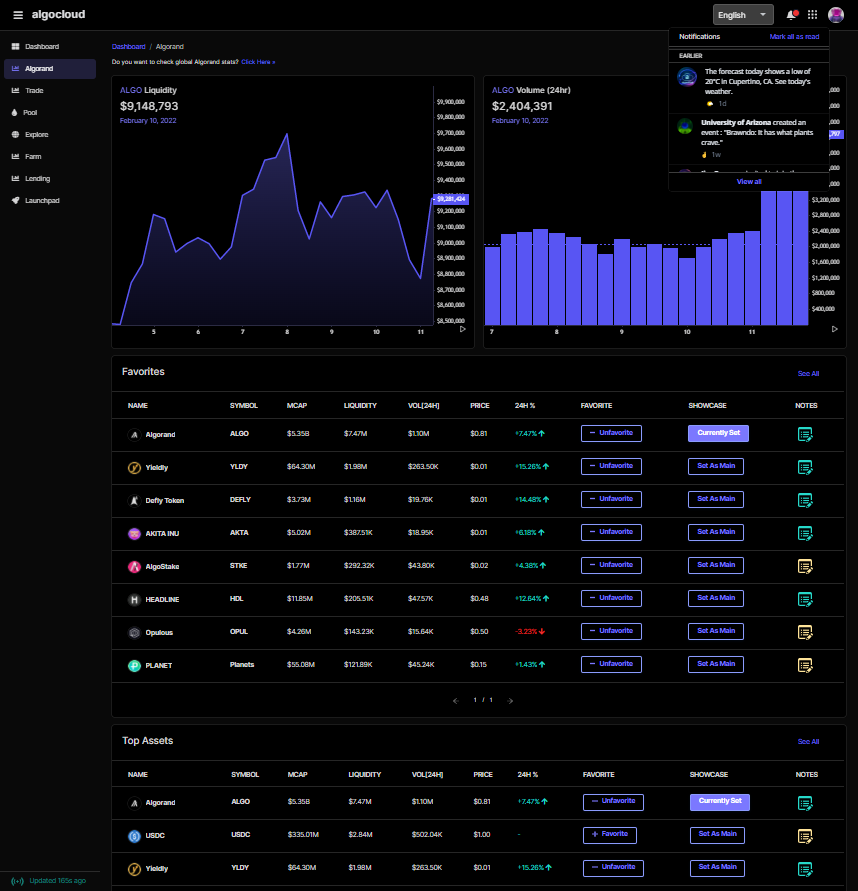 algocloud
English
Dashboard
Algorand
Trade
Pool
Explore
Farm
Lending
Launchpad
Updated 165s ago
Dashboard / Algorand
Do you want to check global Algorand stats? Click Here »
Notifications Mark all as read
EARLIER
The forecast today shows a low of
20°C in Cupertino, CA. See today's
weather.
1d
University of Arizona created an
event : "Brawndo: It has what plants
crave."
1w
View all
ALGO Liquidity
$9,148,793
February 10, 2022
$9,900,000
$9,800,000
$9,700,000
$9,600,000
$9,500,000
$9,400,000
$9,281,424
$9,200,000
$9,100,000
$9,000,000
$8,900,000
$8,800,000
$8,700,000
$8,600,000
$8,500,000
5 6 7 8 9 10 11
ALGO Volume (24hr)
$2,404,391
February 10, 2022
$3,200,000
$2,800,000
$2,400,000
$2,000,000
$1,600,000
$1,200,000
$800,000
$400,000
7 8 9 10 11
Favorites See All
NAME SYMBOL MCAP LIQUIDITY VOL[24H] PRICE 24H % FAVORITE SHOWCASE NOTES
Algorand ALGO $5.35B $7.47M $1.10M $0.81 +7.47% ↑ − Unfavorite Currently Set
Yieldly YLDY $64.30M $1.98M $263.50K $0.01 +15.26% ↑ − Unfavorite Set As Main
Defly Token DEFLY $3.73M $1.16M $19.76K $0.01 +14.48% ↑ − Unfavorite Set As Main
AKITA INU AKTA $5.02M $387.51K $18.95K $0.01 +6.18% ↑ − Unfavorite Set As Main
AlgoStake STKE $1.77M $292.32K $43.80K $0.02 +4.38% ↑ − Unfavorite Set As Main
HEADLINE HDL $11.85M $205.51K $47.57K $0.48 +12.64% ↑ − Unfavorite Set As Main
Opulous OPUL $4.26M $143.23K $15.64K $0.50 -3.23% ↓ − Unfavorite Set As Main
PLANET Planets $55.08M $121.89K $45.24K $0.15 +1.43% ↑ − Unfavorite Set As Main
← 1 / 1 →
Top Assets See All
NAME SYMBOL MCAP LIQUIDITY VOL[24H] PRICE 24H % FAVORITE SHOWCASE NOTES
Algorand ALGO $5.35B $7.47M $1.10M $0.81 +7.47% ↑ − Unfavorite Currently Set
USDC USDC $335.01M $2.84M $502.04K $1.00 - + Favorite Set As Main
Yieldly YLDY $64.30M $1.98M $263.50K $0.01 +15.26% ↑ − Unfavorite Set As Main